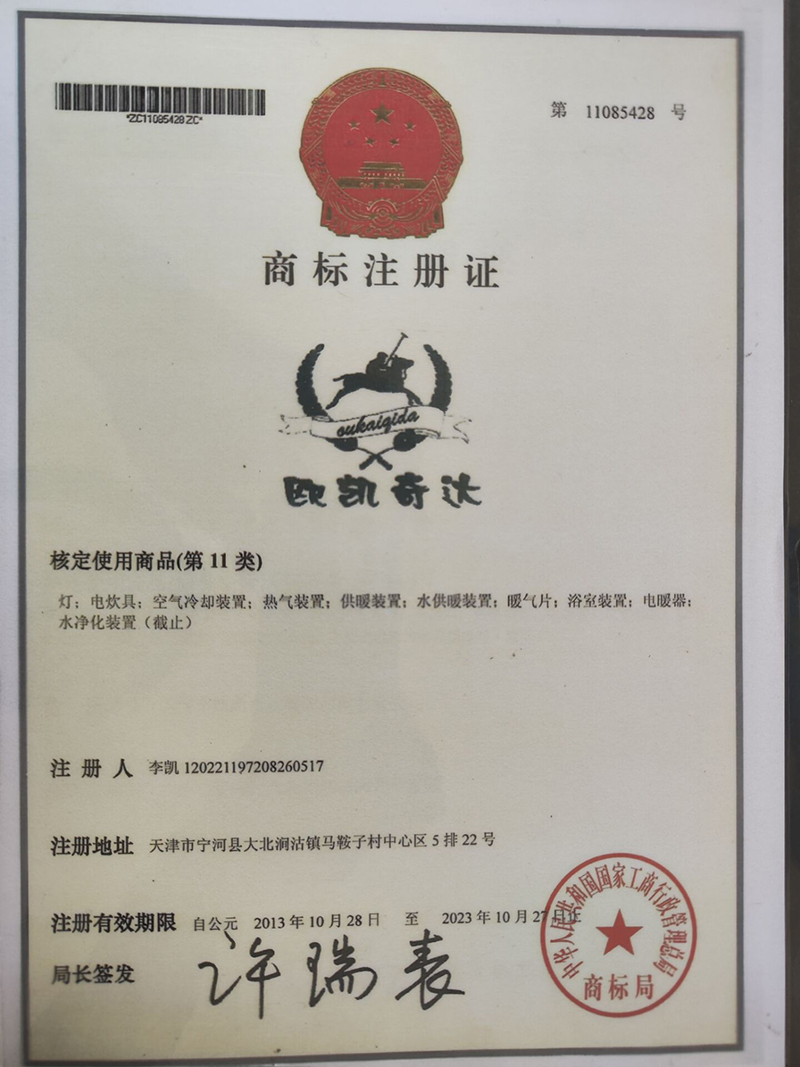 *ZC11085428ZC*
第 11085428 号
商标注册证
oukaiqida
欧凯奇达
核定使用商品(第 11 类)
灯；电炊具；空气冷却装置；热气装置；供暖装置；水供暖装置；暖气片；浴室装置；电暖器；
水净化装置（截止）
注 册 人 李凯 120221197208260517
注册地址 天津市宁河县大北涧沽镇马鞍子村中心区 5 排 22 号
注册有效期限 自公元 2013 年 10 月 28 日 至 2023 年 10 月 27 日止
局长签发 许瑞表
中华人民共和国国家工商行政管理总局
商标局